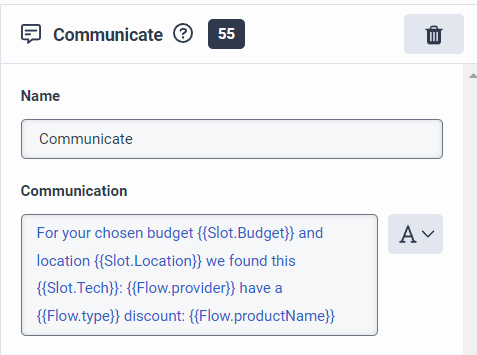 Communicate ? 55
Name
Communicate
Communication
For your chosen budget {{Slot.Budget}} and
location {{Slot.Location}} we found this
{{Slot.Tech}}: {{Flow.provider}} have a
{{Flow.type}} discount: {{Flow.productName}}
A